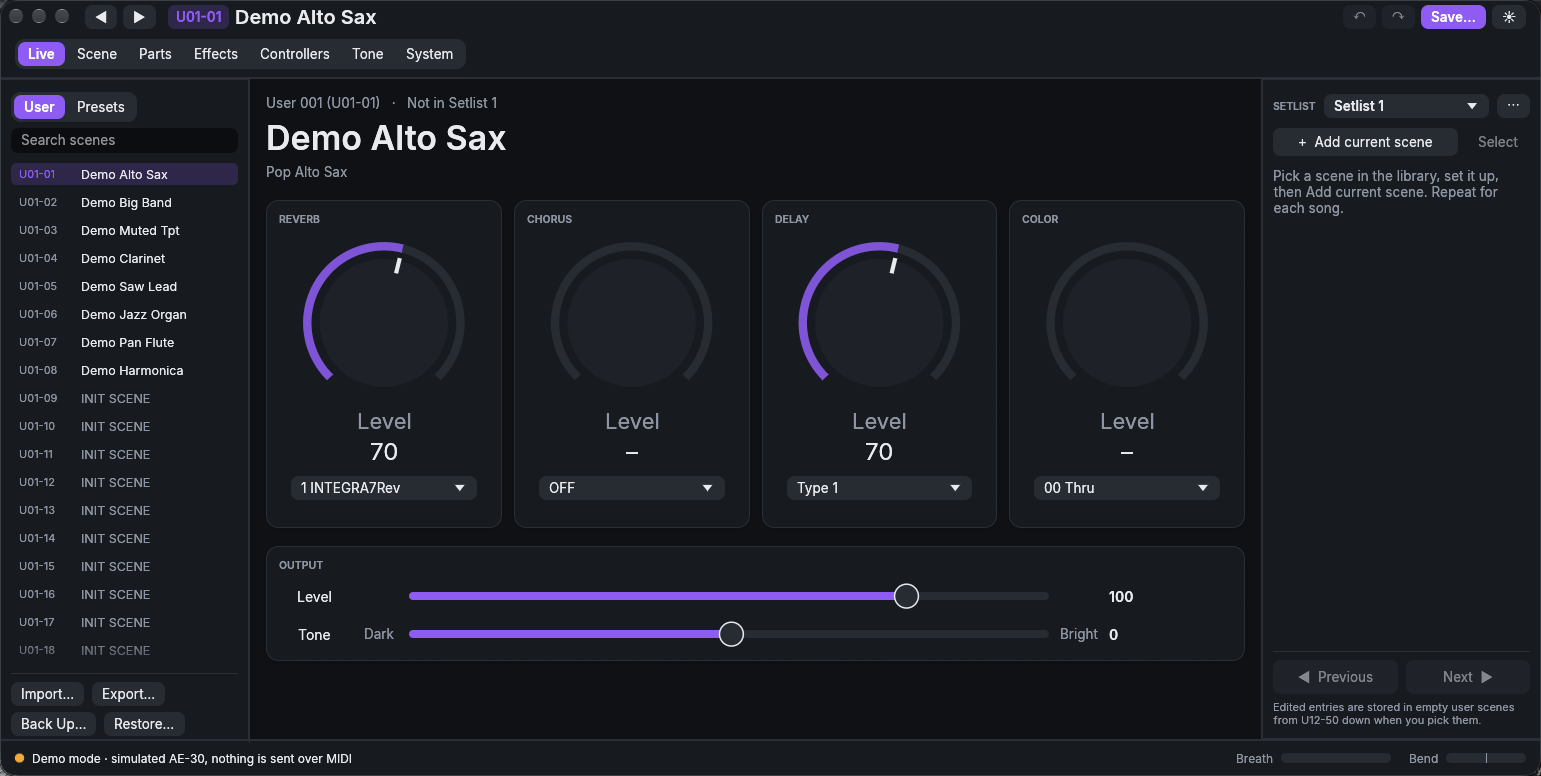 ◀ ▶ U01-01 Demo Alto Sax
Save...
Live Scene Parts Effects Controllers Tone System
User Presets
Search scenes
U01-01 Demo Alto Sax
U01-02 Demo Big Band
U01-03 Demo Muted Tpt
U01-04 Demo Clarinet
U01-05 Demo Saw Lead
U01-06 Demo Jazz Organ
U01-07 Demo Pan Flute
U01-08 Demo Harmonica
U01-09 INIT SCENE
U01-10 INIT SCENE
U01-11 INIT SCENE
U01-12 INIT SCENE
U01-13 INIT SCENE
U01-14 INIT SCENE
U01-15 INIT SCENE
U01-16 INIT SCENE
U01-17 INIT SCENE
U01-18 INIT SCENE
Import... Export...
Back Up... Restore...
User 001 (U01-01) · Not in Setlist 1
Demo Alto Sax
Pop Alto Sax
REVERB
Level
70
1 INTEGRA7Rev
CHORUS
Level
–
OFF
DELAY
Level
70
Type 1
COLOR
Level
–
00 Thru
OUTPUT
Level 100
Tone Dark Bright 0
SETLIST Setlist 1 ...
+ Add current scene Select
Pick a scene in the library, set it up,
then Add current scene. Repeat for
each song.
◀ Previous Next ▶
Edited entries are stored in empty user scenes
from U12-50 down when you pick them.
Demo mode · simulated AE-30, nothing is sent over MIDI
Breath Bend